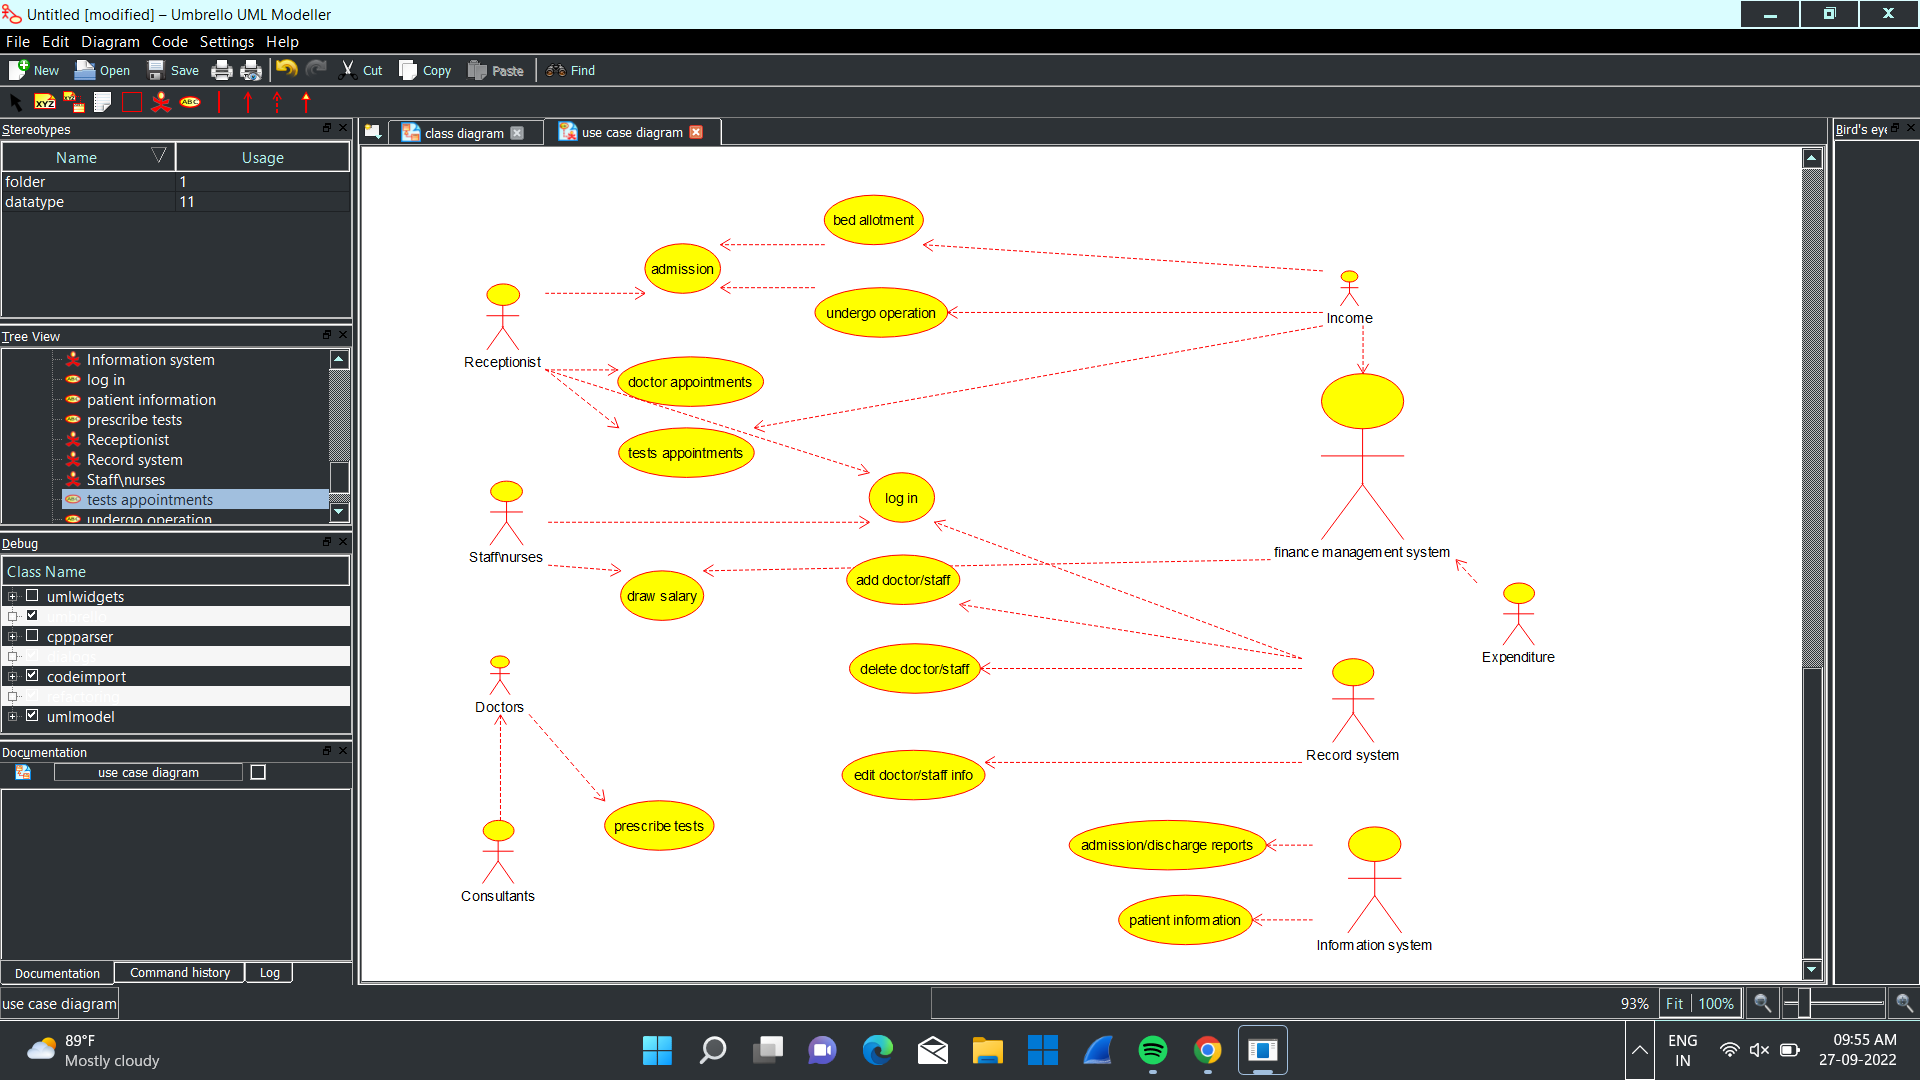 Untitled [modified] – Umbrello UML Modeller
File Edit Diagram Code Settings Help
New Open Save Cut Copy Paste Find
XYZ ABC
Stereotypes
Name Usage
folder 1
datatype 11
Tree View
Information system
log in
patient information
prescribe tests
Receptionist
Record system
Staff\nurses
tests appointments
undergo operation
Debug
Class Name
umlwidgets
cppparser
codeimport
umlmodel
Documentation
use case diagram
Documentation Command history Log
use case diagram
class diagram
use case diagram
Bird's eye
bed allotment
admission
undergo operation
Income
Receptionist
doctor appointments
tests appointments
log in
Staff\nurses
finance management system
add doctor/staff
draw salary
Expenditure
delete doctor/staff
Doctors
Record system
edit doctor/staff info
prescribe tests
admission/discharge reports
Consultants
patient information
Information system
93% Fit 100%
89°F
Mostly cloudy
ENG
IN
09:55 AM
27-09-2022